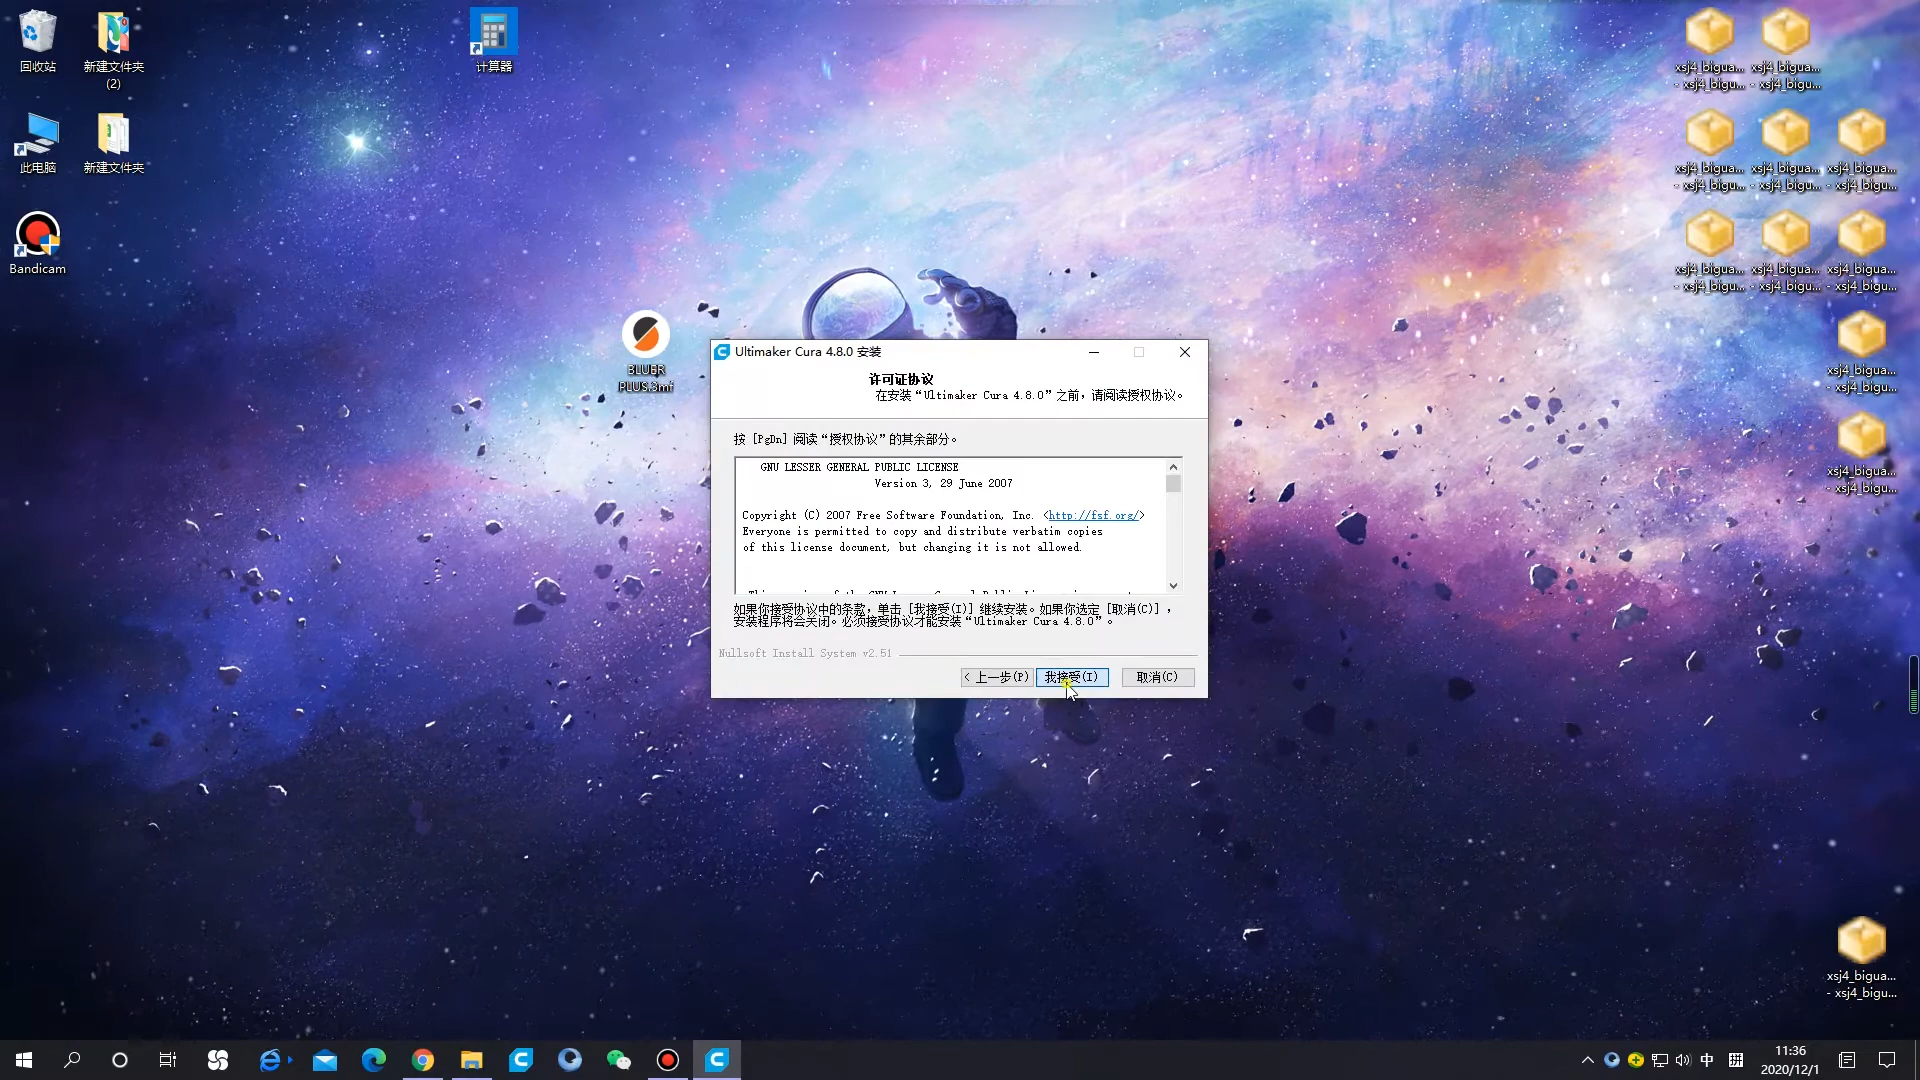 回收站
新建文件夹
(2)
计算器
此电脑
新建文件夹
Bandicam
BLUER
PLUS.3mf
xsj4_bigua...
- xsj4_bigu...
xsj4_bigua...
- xsj4_bigu...
xsj4_bigua...
- xsj4_bigu...
xsj4_bigua...
- xsj4_bigu...
xsj4_bigua...
- xsj4_bigu...
xsj4_bigua...
- xsj4_bigu...
xsj4_bigua...
- xsj4_bigu...
xsj4_bigua...
- xsj4_bigu...
xsj4_bigua...
- xsj4_bigu...
xsj4_bigua...
- xsj4_bigu...
xsj4_bigua...
- xsj4_bigu...
Ultimaker Cura 4.8.0 安装
许可证协议
在安装“Ultimaker Cura 4.8.0”之前，请阅读授权协议。
按 [PgDn] 阅读“授权协议”的其余部分。
GNU LESSER GENERAL PUBLIC LICENSE
Version 3, 29 June 2007
Copyright (C) 2007 Free Software Foundation, Inc. <http://fsf.org/>
Everyone is permitted to copy and distribute verbatim copies
of this license document, but changing it is not allowed.
如果你接受协议中的条款，单击 [我接受(I)] 继续安装。如果你选定 [取消(C)] ，
安装程序将会关闭。必须接受协议才能安装“Ultimaker Cura 4.8.0”。
Nullsoft Install System v2.51
< 上一步(P)
我接受(I)
取消(C)
中
11:36
2020/12/1